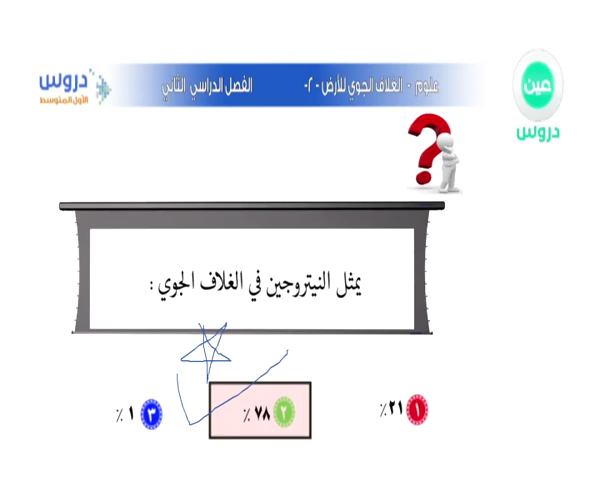 دروس
الأول المتوسط
علوم - الغلاف الجوي للأرض - ٢- الفصل الدراسي الثاني
عين
دروس
؟
يمثل النيتروجين في الغلاف الجوي :
١ ٢١ ٪
٢ ٧٨ ٪
٣ ١ ٪